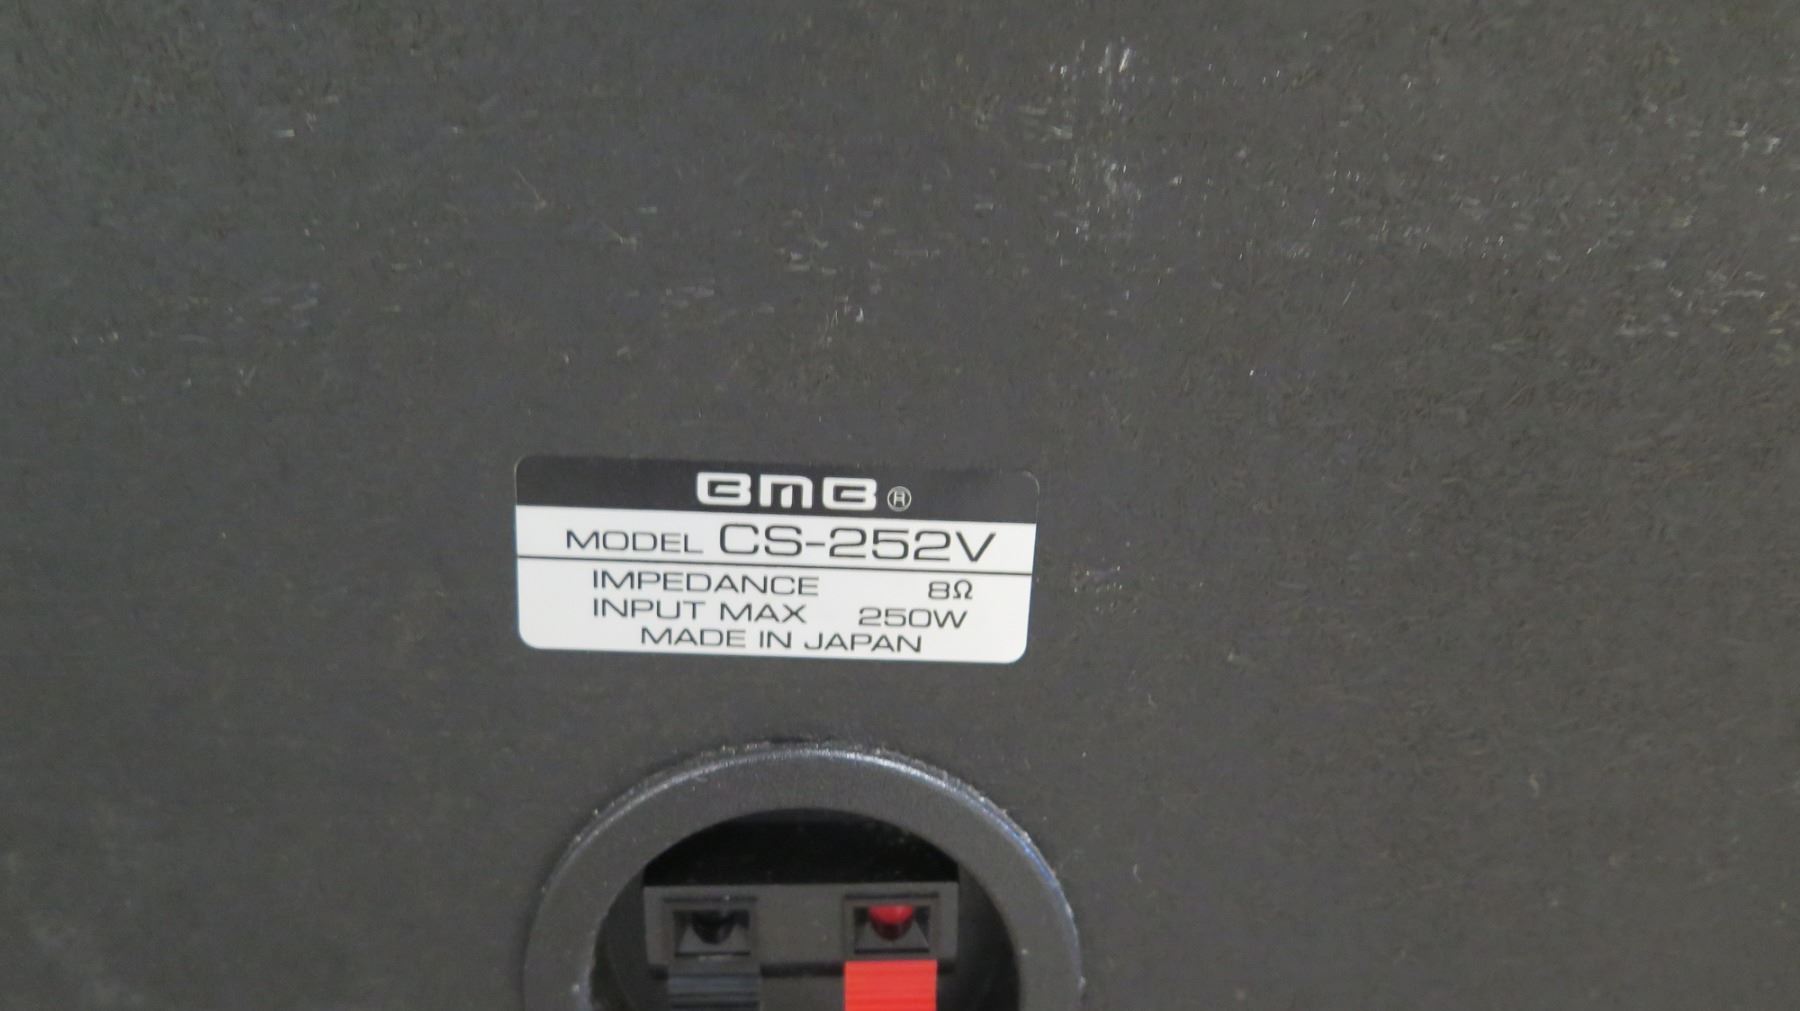 BMB®
MODEL CS-252V
IMPEDANCE 8Ω
INPUT MAX 250W
MADE IN JAPAN